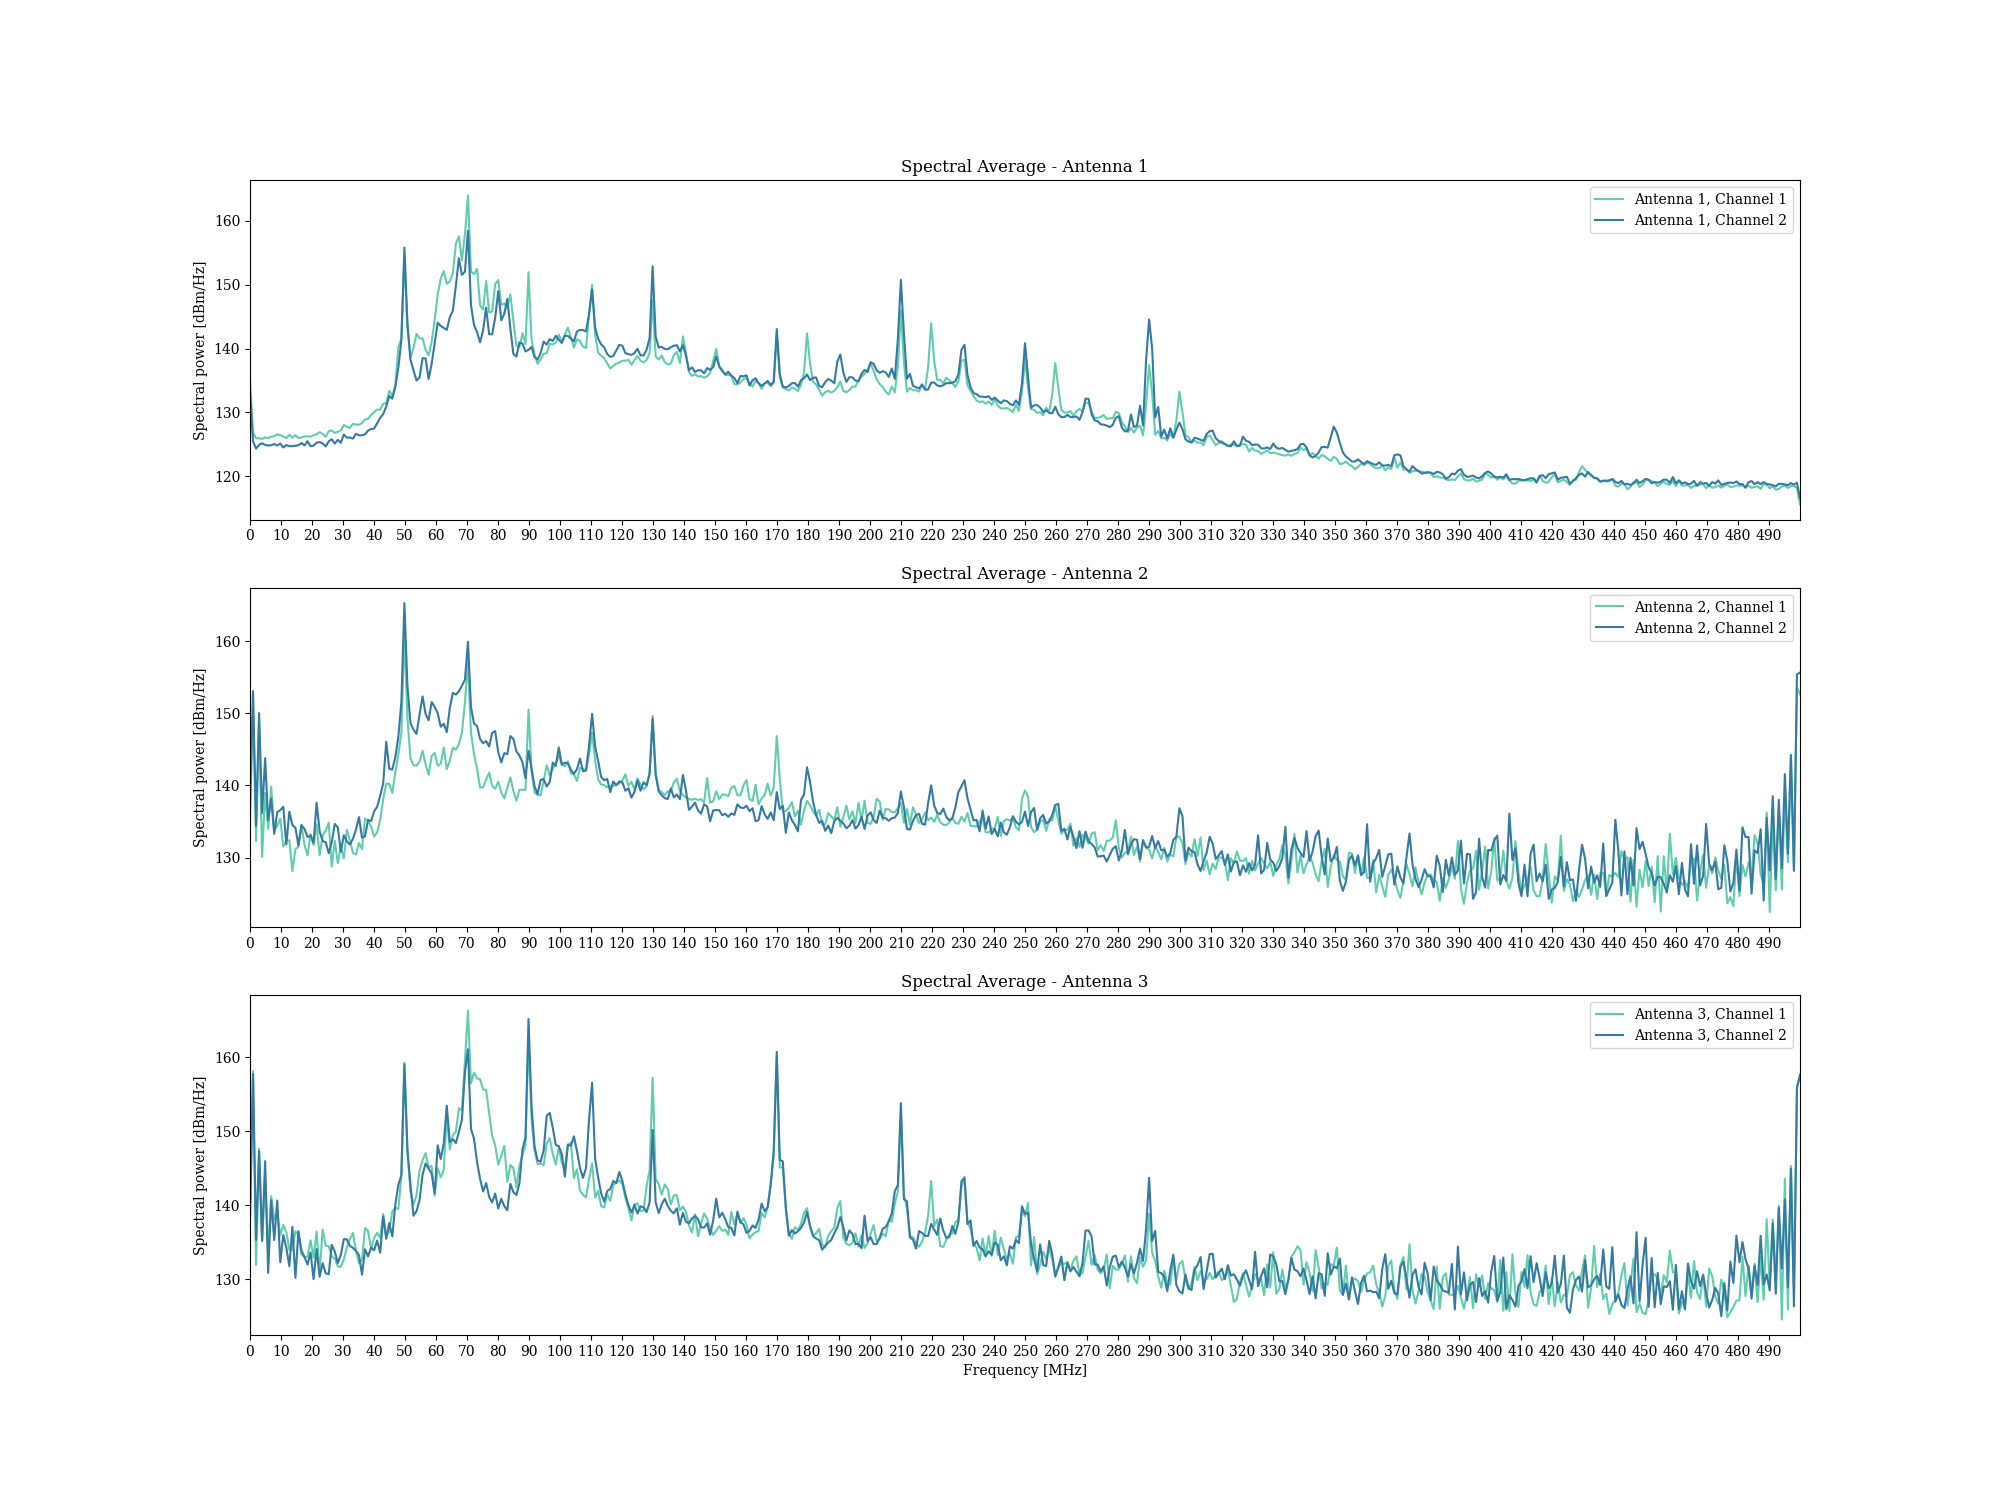 Spectral Average - Antenna 1
Spectral power [dBm/Hz]
160
150
140
130
120
Antenna 1, Channel 1
Antenna 1, Channel 2
0 10 20 30 40 50 60 70 80 90 100 110 120 130 140 150 160 170 180 190 200 210 220 230 240 250 260 270 280 290 300 310 320 330 340 350 360 370 380 390 400 410 420 430 440 450 460 470 480 490
Spectral Average - Antenna 2
Spectral power [dBm/Hz]
160
150
140
130
Antenna 2, Channel 1
Antenna 2, Channel 2
0 10 20 30 40 50 60 70 80 90 100 110 120 130 140 150 160 170 180 190 200 210 220 230 240 250 260 270 280 290 300 310 320 330 340 350 360 370 380 390 400 410 420 430 440 450 460 470 480 490
Spectral Average - Antenna 3
Spectral power [dBm/Hz]
160
150
140
130
Antenna 3, Channel 1
Antenna 3, Channel 2
0 10 20 30 40 50 60 70 80 90 100 110 120 130 140 150 160 170 180 190 200 210 220 230 240 250 260 270 280 290 300 310 320 330 340 350 360 370 380 390 400 410 420 430 440 450 460 470 480 490
Frequency [MHz]